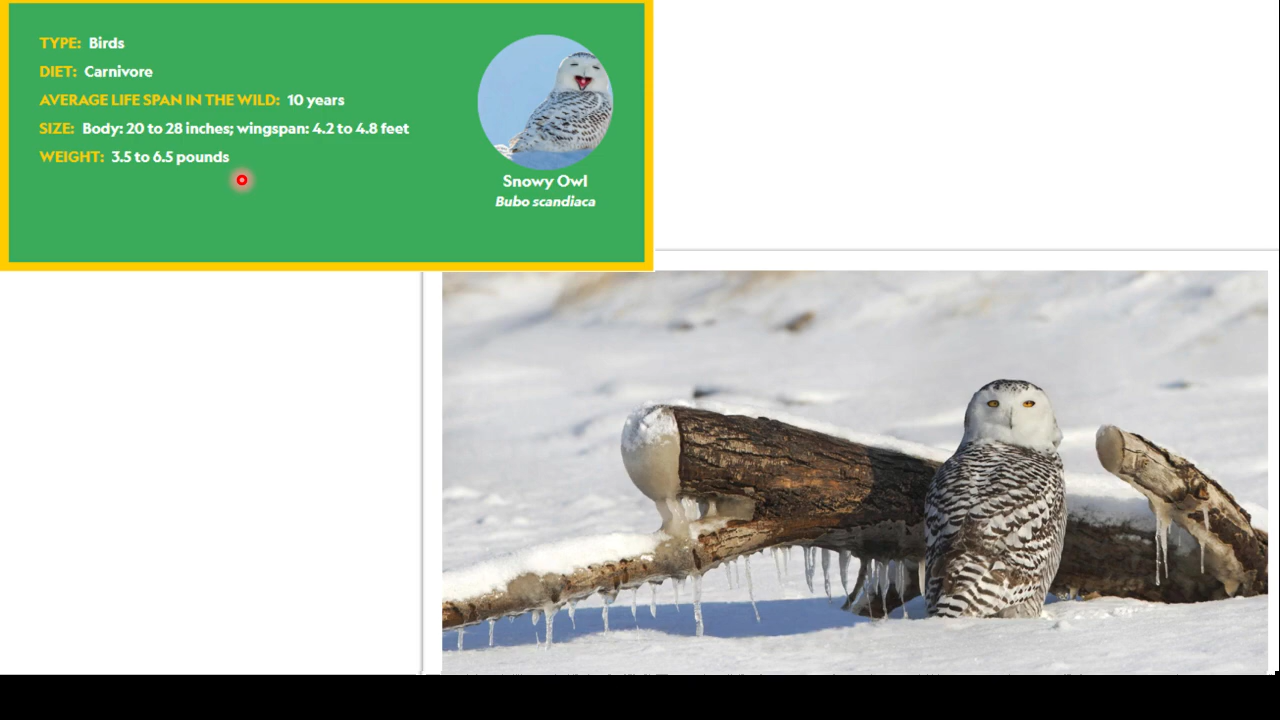 TYPE: Birds
DIET: Carnivore
AVERAGE LIFE SPAN IN THE WILD: 10 years
SIZE: Body: 20 to 28 inches; wingspan: 4.2 to 4.8 feet
WEIGHT: 3.5 to 6.5 pounds
Snowy Owl
Bubo scandiaca